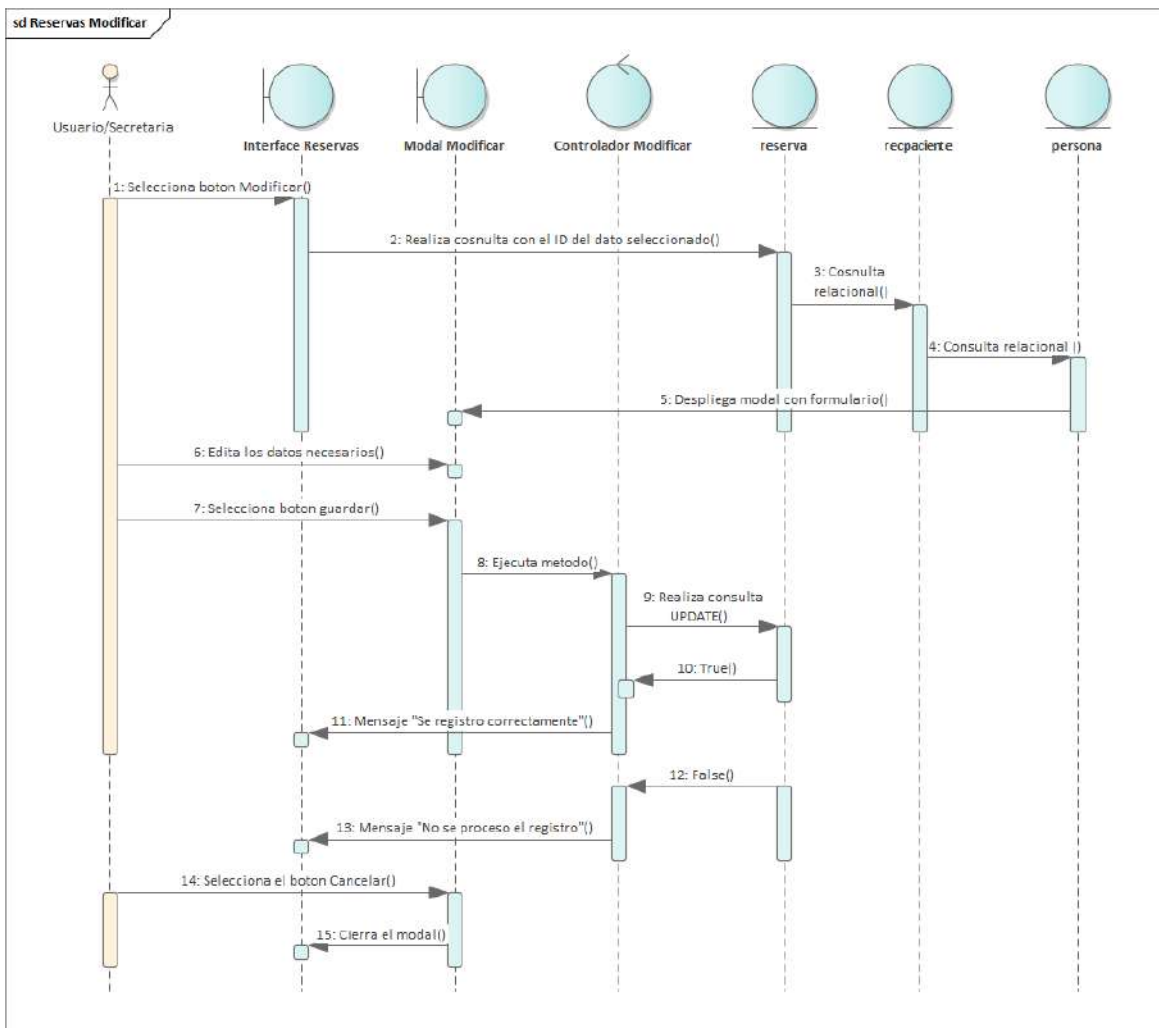 sd Reservas Modificar
Usuario/Secretaria
Interface Reservas
Modal Modificar
Controlador Modificar
reserva
recpaciente
persona
1: Selecciona boton Modificar()
2: Realiza cosnulta con el ID del dato seleccionado()
3: Cosnulta
relacional()
4: Consulta relacional ()
5: Despliega modal con formulario()
6: Edita los datos necesarios()
7: Selecciona boton guardar()
8: Ejecuta metodo()
9: Realiza consulta
UPDATE()
10: True()
11: Mensaje "Se registro correctamente"()
12: False()
13: Mensaje "No se proceso el registro"()
14: Selecciona el boton Cancelar()
15: Cierra el modal()